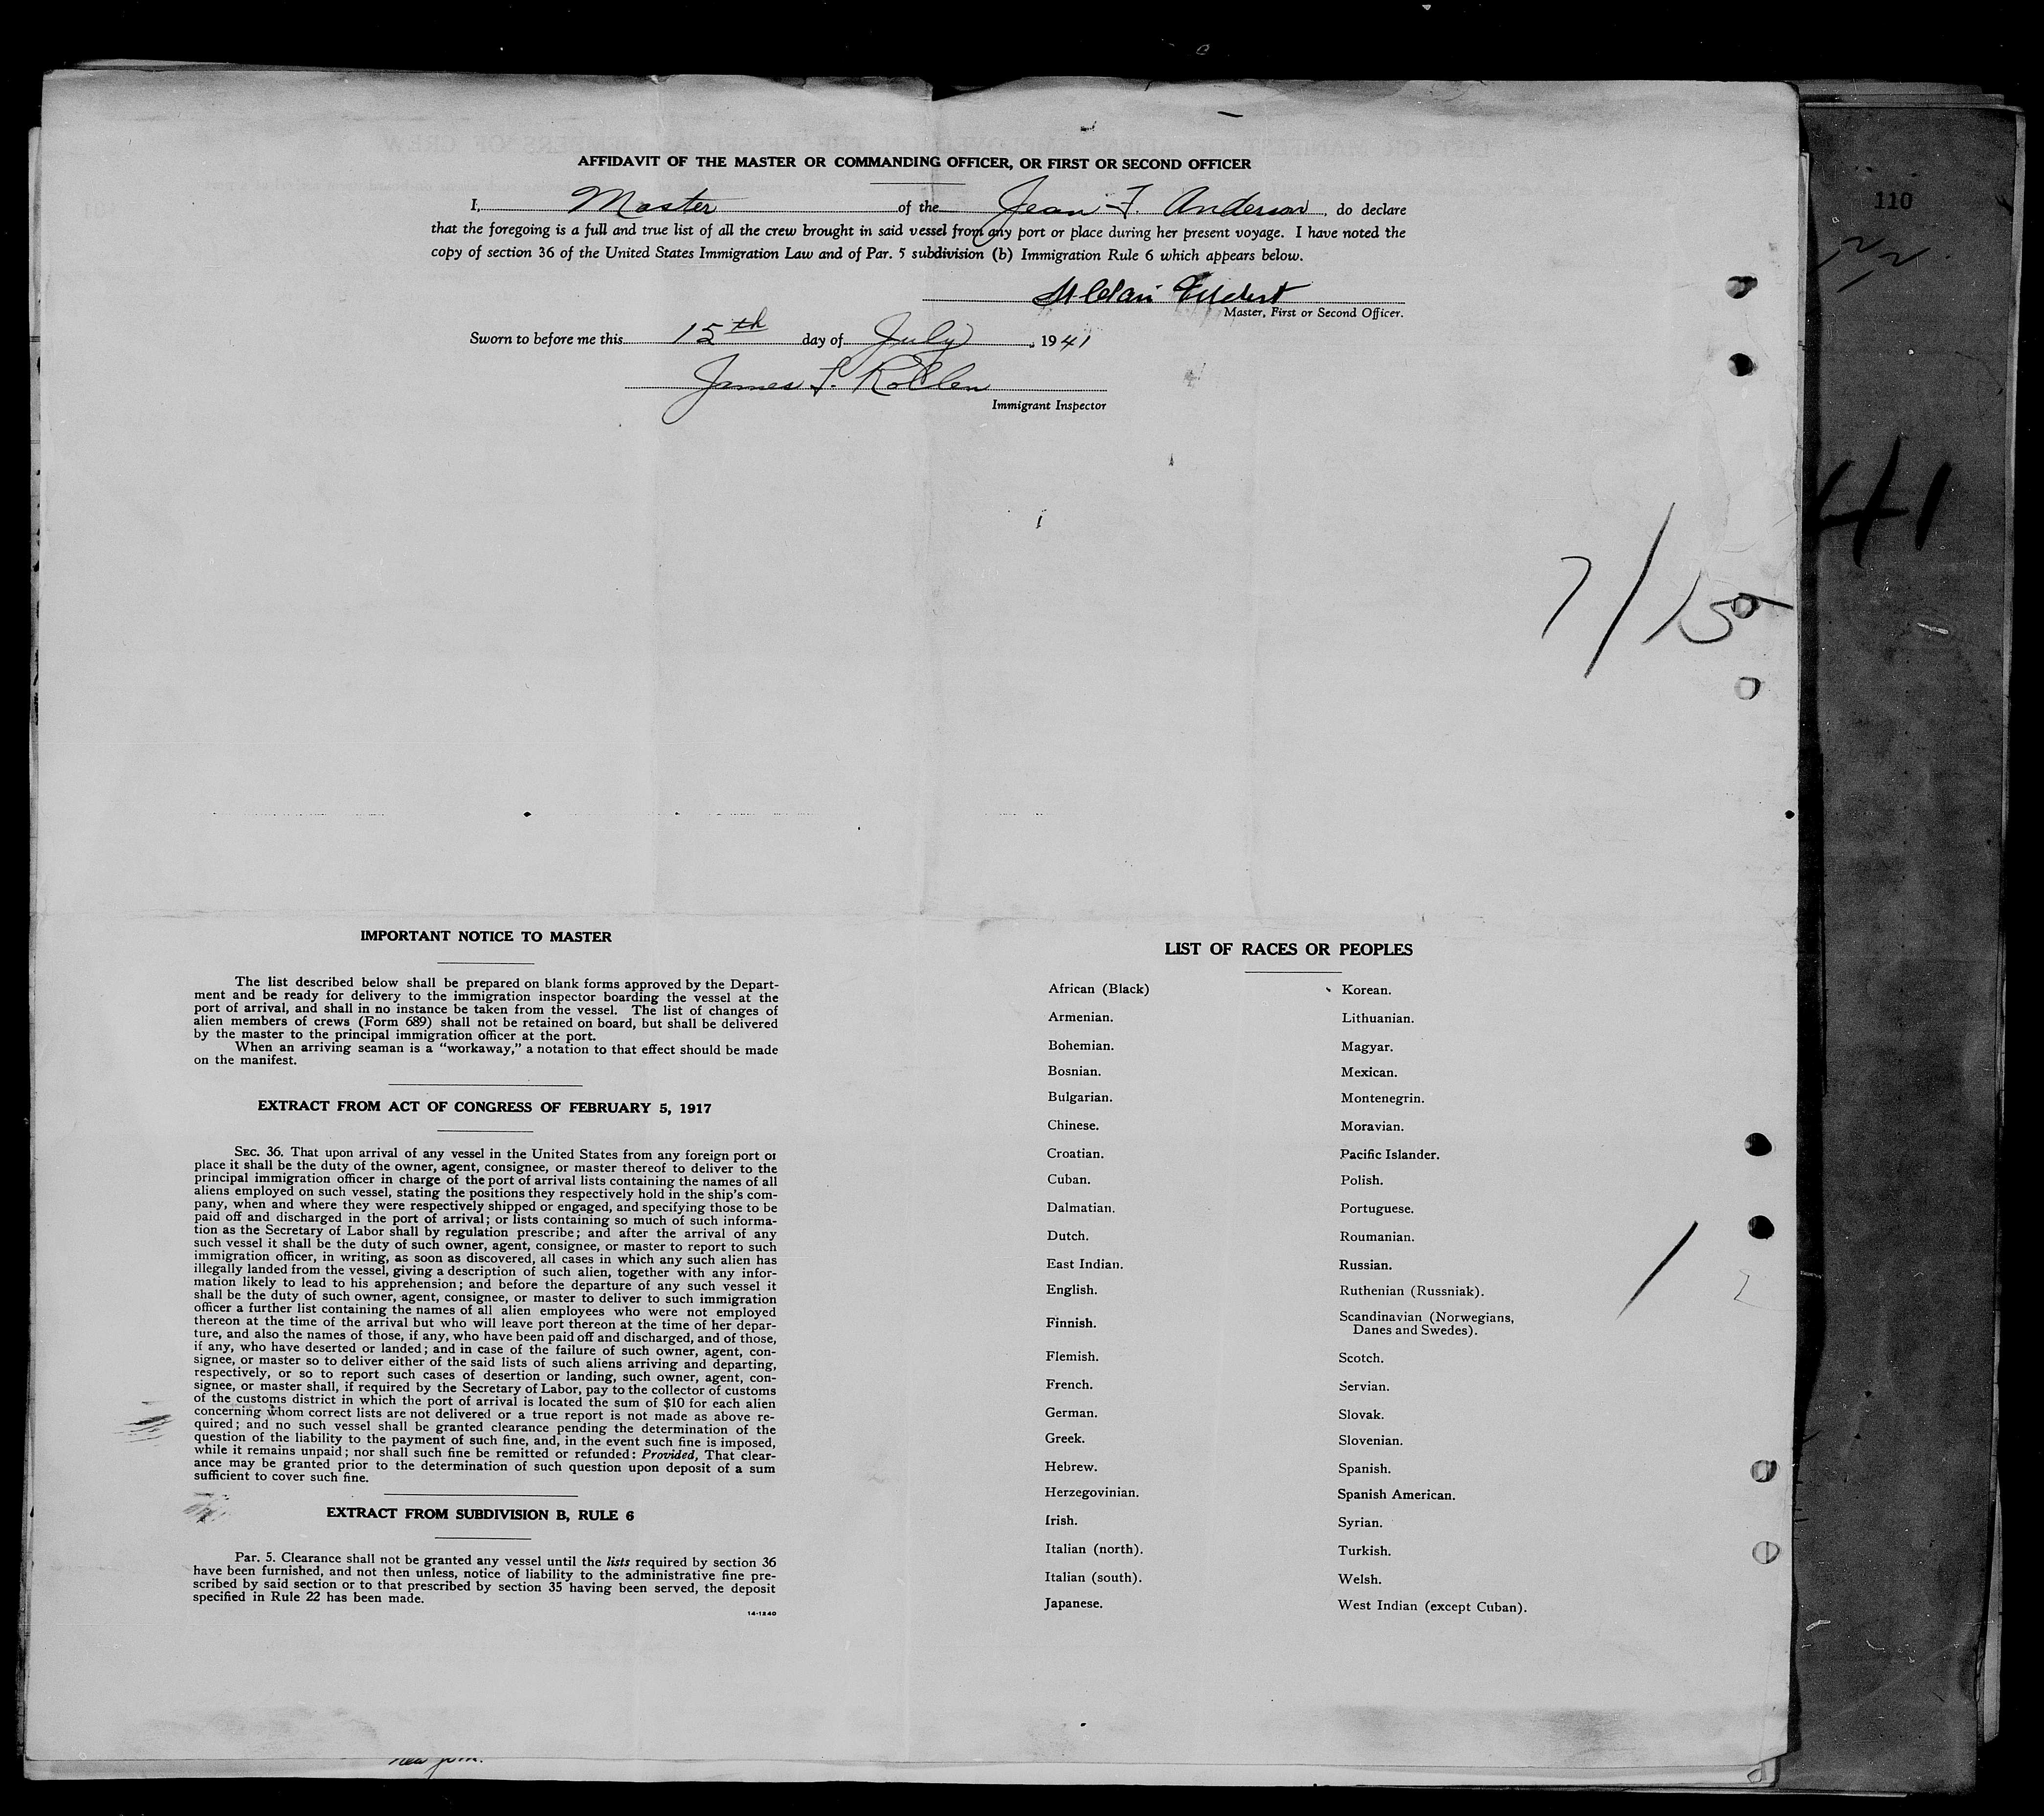 AFFIDAVIT OF THE MASTER OR COMMANDING OFFICER, OR FIRST OR SECOND OFFICER
I, Master of the Jean F. Anderson, do declare
that the foregoing is a full and true list of all the crew brought in said vessel from any port or place during her present voyage. I have noted the
copy of section 36 of the United States Immigration Law and of Par. 5 subdivision (b) Immigration Rule 6 which appears below.
Master, First or Second Officer.
Sworn to before me this 15th day of July, 1941
James
Immigrant Inspector
110
41
7/15
IMPORTANT NOTICE TO MASTER
The list described below shall be prepared on blank forms approved by the Depart-
ment and be ready for delivery to the immigration inspector boarding the vessel at the
port of arrival, and shall in no instance be taken from the vessel. The list of changes of
alien members of crews (Form 689) shall not be retained on board, but shall be delivered
by the master to the principal immigration officer at the port.
When an arriving seaman is a "workaway," a notation to that effect should be made
on the manifest.
EXTRACT FROM ACT OF CONGRESS OF FEBRUARY 5, 1917
SEC. 36. That upon arrival of any vessel in the United States from any foreign port or
place it shall be the duty of the owner, agent, consignee, or master thereof to deliver to the
principal immigration officer in charge of the port of arrival lists containing the names of all
aliens employed on such vessel, stating the positions they respectively hold in the ship's com-
pany, when and where they were respectively shipped or engaged, and specifying those to be
paid off and discharged in the port of arrival; or lists containing so much of such informa-
tion as the Secretary of Labor shall by regulation prescribe; and after the arrival of any
such vessel it shall be the duty of such owner, agent, consignee, or master to report to such
immigration officer, in writing, as soon as discovered, all cases in which any such alien has
illegally landed from the vessel, giving a description of such alien, together with any infor-
mation likely to lead to his apprehension; and before the departure of any such vessel it
shall be the duty of such owner, agent, consignee, or master to deliver to such immigration
officer a further list containing the names of all alien employees who were not employed
thereon at the time of the arrival but who will leave port thereon at the time of her depar-
ture, and also the names of those, if any, who have been paid off and discharged, and of those,
if any, who have deserted or landed; and in case of the failure of such owner, agent, con-
signee, or master so to deliver either of the said lists of such aliens arriving and departing,
respectively, or so to report such cases of desertion or landing, such owner, agent, con-
signee, or master shall, if required by the Secretary of Labor, pay to the collector of customs
of the customs district in which the port of arrival is located the sum of $10 for each alien
concerning whom correct lists are not delivered or a true report is not made as above re-
quired; and no such vessel shall be granted clearance pending the determination of the
question of the liability to the payment of such fine, and, in the event such fine is imposed,
while it remains unpaid; nor shall such fine be remitted or refunded: Provided, That clear-
ance may be granted prior to the determination of such question upon deposit of a sum
sufficient to cover such fine.
EXTRACT FROM SUBDIVISION B, RULE 6
Par. 5. Clearance shall not be granted any vessel until the lists required by section 36
have been furnished, and not then unless, notice of liability to the administrative fine pre-
scribed by said section or to that prescribed by section 35 having been served, the deposit
specified in Rule 22 has been made.
14-1240
LIST OF RACES OR PEOPLES
African (Black)
Armenian.
Bohemian.
Bosnian.
Bulgarian.
Chinese.
Croatian.
Cuban.
Dalmatian.
Dutch.
East Indian.
English.
Finnish.
Flemish.
French.
German.
Greek.
Hebrew.
Herzegovinian.
Irish.
Italian (north).
Italian (south).
Japanese.
Korean.
Lithuanian.
Magyar.
Mexican.
Montenegrin.
Moravian.
Pacific Islander.
Polish.
Portuguese.
Roumanian.
Russian.
Ruthenian (Russniak).
Scandinavian (Norwegians,
Danes and Swedes).
Scotch.
Servian.
Slovak.
Slovenian.
Spanish.
Spanish American.
Syrian.
Turkish.
Welsh.
West Indian (except Cuban).